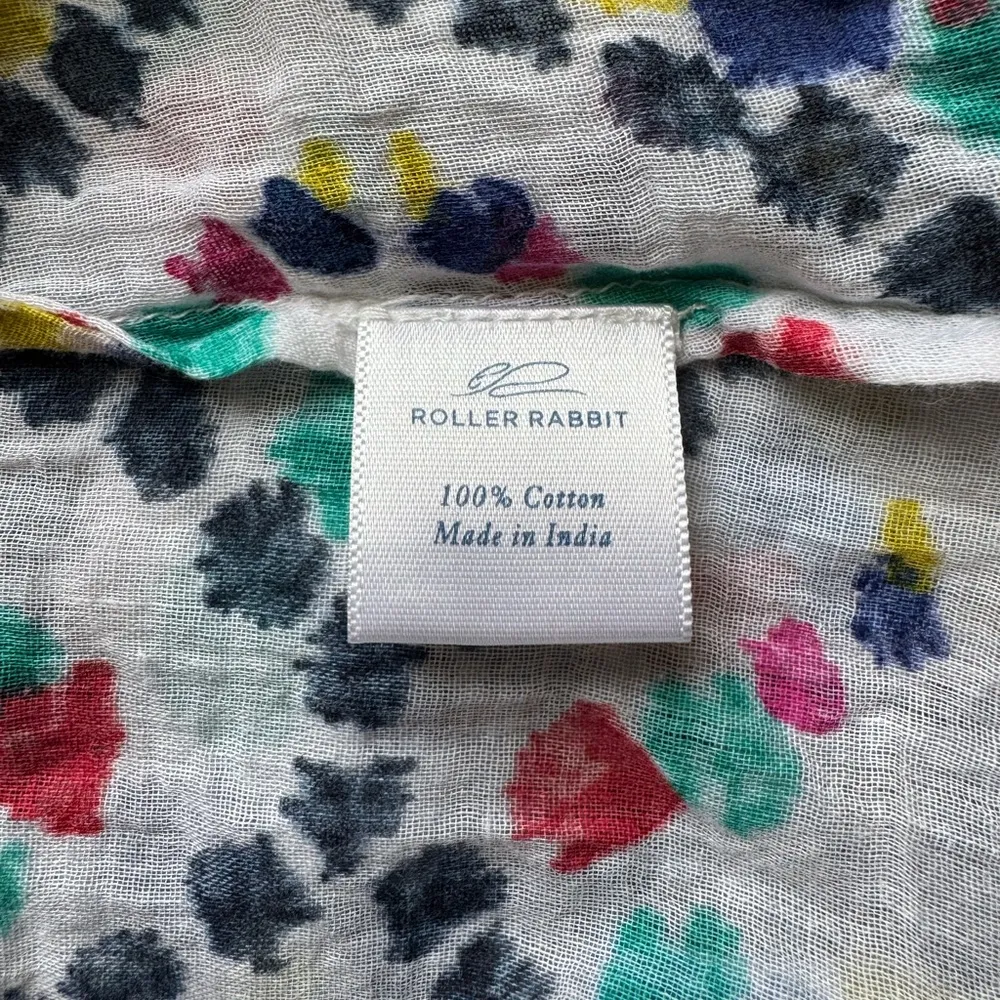 ROLLER RABBIT
100% Cotton
Made in India